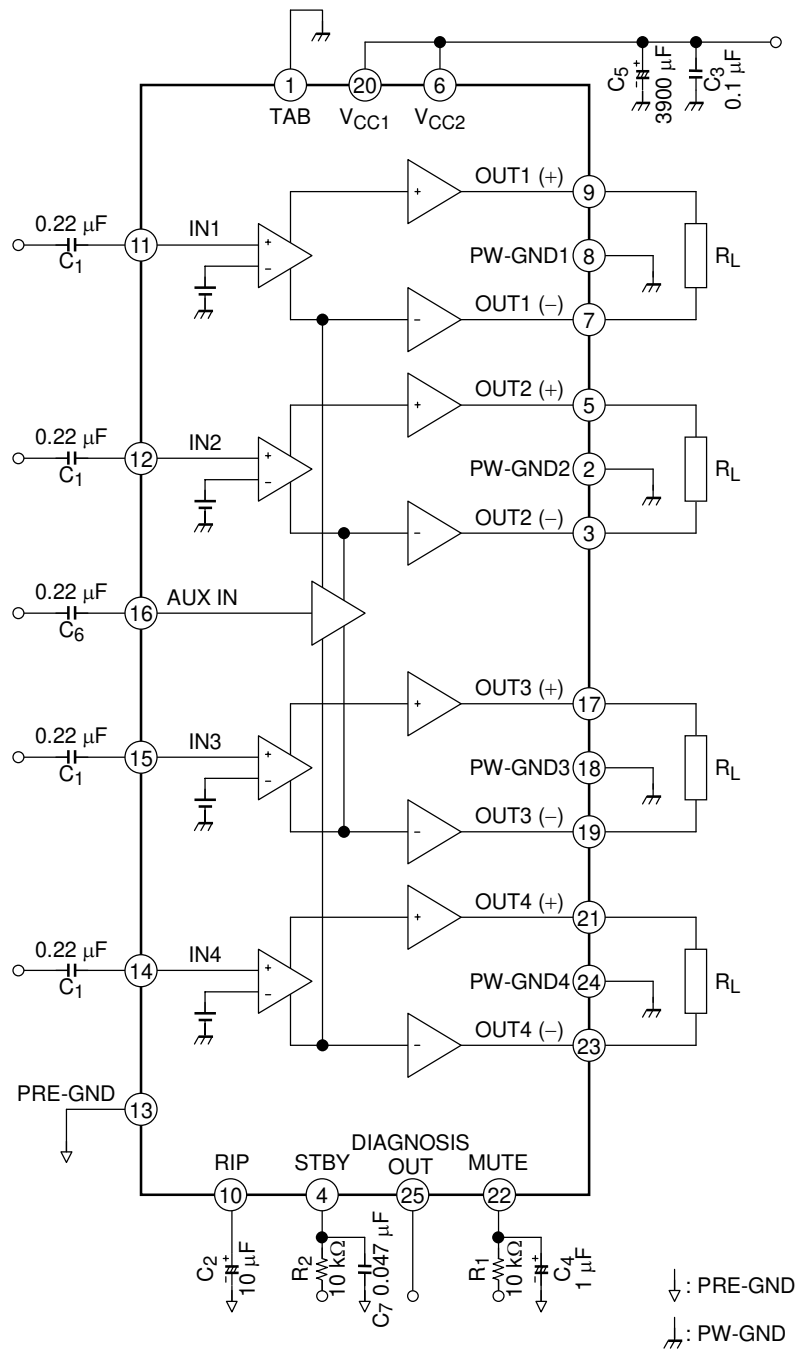 1 20 6
TAB VCC1 VCC2
C5 3900 µF
C3 0.1 µF
OUT1 (+) 9
0.22 µF
C1
11 IN1
+
−
+
PW-GND1 8
RL
OUT1 (−) 7
−
OUT2 (+) 5
+
0.22 µF
C1
12 IN2
+
−
PW-GND2 2
RL
OUT2 (−) 3
−
0.22 µF
C6
16 AUX IN
OUT3 (+) 17
+
0.22 µF
C1
15 IN3
+
−
PW-GND3 18
RL
OUT3 (−) 19
−
OUT4 (+) 21
+
0.22 µF
C1
14 IN4
+
−
PW-GND4 24
RL
OUT4 (−) 23
−
PRE-GND 13
RIP STBY DIAGNOSIS OUT MUTE
10 4 25 22
C2 10 µF
R2 10 kΩ
C7 0.047 µF
R1 10 kΩ
C4 1 µF
: PRE-GND
: PW-GND